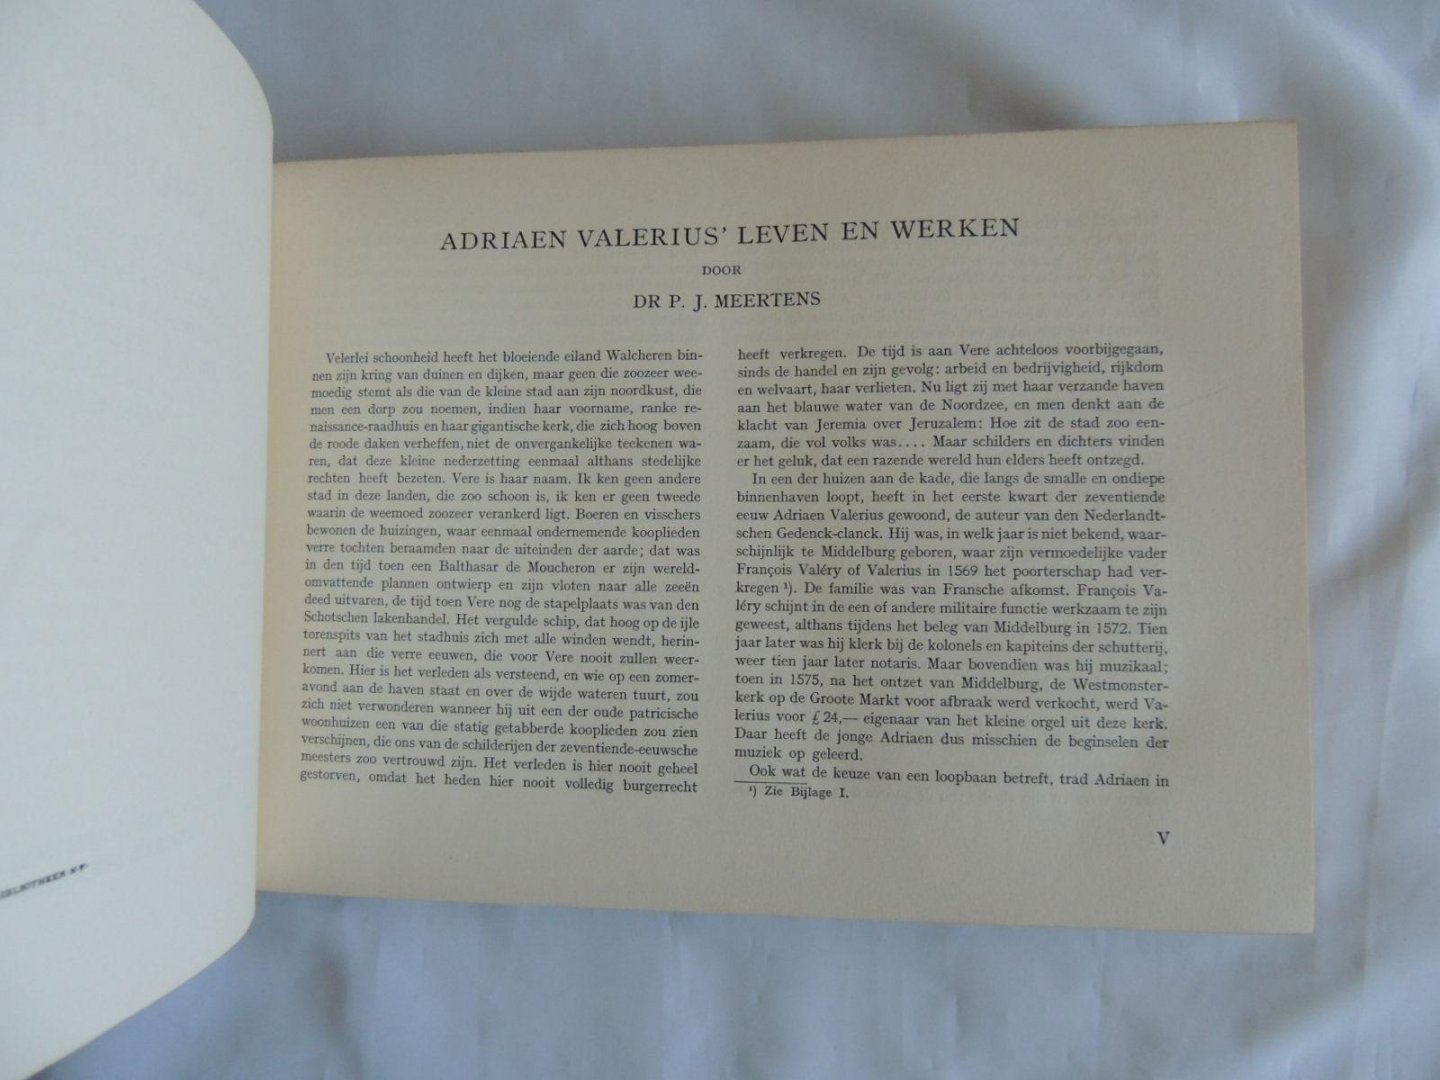 ADRIAEN VALERIUS' LEVEN EN WERKEN
DOOR
DR P. J. MEERTENS
Velerlei schoonheid heeft het bloeiende eiland Walcheren bin-
nen zijn kring van duinen en dijken, maar geen die zoozeer wee-
moedig stemt als die van de kleine stad aan zijn noordkust, die
men een dorp zou noemen, indien haar voorname, ranke re-
naissance-raadhuis en haar gigantische kerk, die zich hoog boven
de roode daken verheffen, niet de onvergankelijke teekenen wa-
ren, dat deze kleine nederzetting eenmaal althans stedelijke
rechten heeft bezeten. Vere is haar naam. Ik ken geen andere
stad in deze landen, die zoo schoon is, ik ken er geen tweede
waarin de weemoed zoozeer verankerd ligt. Boeren en visschers
bewonen de huizingen, waar eenmaal ondernemende kooplieden
verre tochten beraamden naar de uiteinden der aarde; dat was
in den tijd toen een Balthasar de Moucheron er zijn wereld-
omvattende plannen ontwierp en zijn vloten naar alle zeeën
deed uitvaren, de tijd toen Vere nog de stapelplaats was van den
Schotschen lakenhandel. Het vergulde schip, dat hoog op de ijle
torenspits van het stadhuis zich met alle winden wendt, herin-
nert aan die verre eeuwen, die voor Vere nooit zullen weer-
komen. Hier is het verleden als versteend, en wie op een zomer-
avond aan de haven staat en over de wijde wateren tuurt, zou
zich niet verwonderen wanneer hij uit een der oude patricische
woonhuizen een van die statig getabberde kooplieden zou zien
verschijnen, die ons van de schilderijen der zeventiende-eeuwsche
meesters zoo vertrouwd zijn. Het verleden is hier nooit geheel
gestorven, omdat het heden hier nooit volledig burgerrecht
heeft verkregen. De tijd is aan Vere achteloos voorbijgegaan,
sinds de handel en zijn gevolg: arbeid en bedrijvigheid, rijkdom
en welvaart, haar verlieten. Nu ligt zij met haar verzande haven
aan het blauwe water van de Noordzee, en men denkt aan de
klacht van Jeremia over Jeruzalem: Hoe zit de stad zoo een-
zaam, die vol volks was.... Maar schilders en dichters vinden
er het geluk, dat een razende wereld hun elders heeft ontzegd.
In een der huizen aan de kade, die langs de smalle en ondiepe
binnenhaven loopt, heeft in het eerste kwart der zeventiende
eeuw Adriaen Valerius gewoond, de auteur van den Nederlandt-
schen Gedenck-clanck. Hij was, in welk jaar is niet bekend, waar-
schijnlijk te Middelburg geboren, waar zijn vermoedelijke vader
François Valéry of Valerius in 1569 het poorterschap had ver-
kregen ¹). De familie was van Fransche afkomst. François Va-
léry schijnt in de een of andere militaire functie werkzaam te zijn
geweest, althans tijdens het beleg van Middelburg in 1572. Tien
jaar later was hij klerk bij de kolonels en kapiteins der schutterij,
weer tien jaar later notaris. Maar bovendien was hij muzikaal;
toen in 1575, na het ontzet van Middelburg, de Westmonster-
kerk op de Groote Markt voor afbraak werd verkocht, werd Va-
lerius voor £ 24,— eigenaar van het kleine orgel uit deze kerk.
Daar heeft de jonge Adriaen dus misschien de beginselen der
muziek op geleerd.
Ook wat de keuze van een loopbaan betreft, trad Adriaen in
¹) Zie Bijlage I.
V